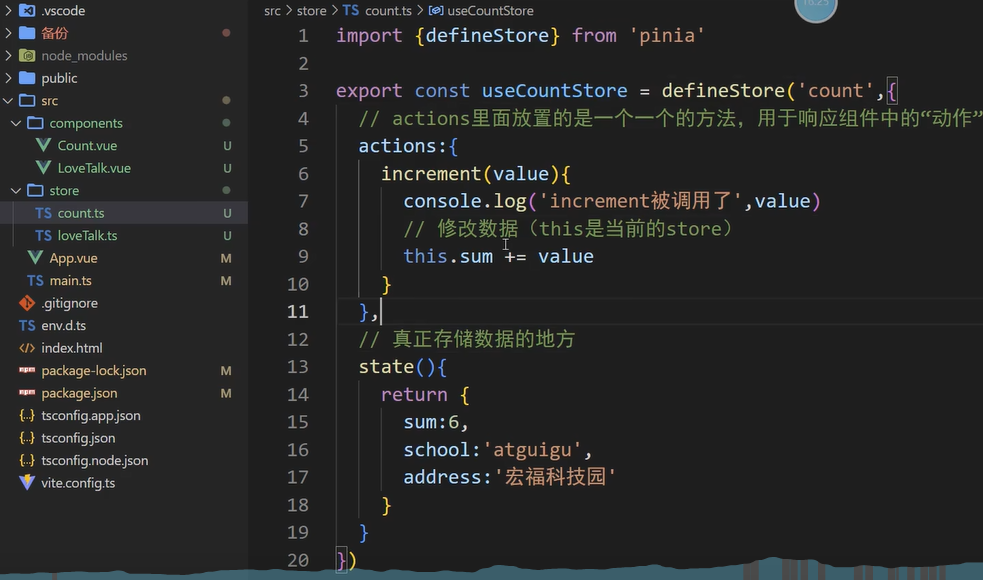 .vscode
备份
node_modules
public
src
components
Count.vue U
LoveTalk.vue U
store
TS count.ts U
TS loveTalk.ts U
App.vue M
TS main.ts M
.gitignore
TS env.d.ts
index.html
package-lock.json M
package.json M
tsconfig.app.json
tsconfig.json
tsconfig.node.json
vite.config.ts
16:25
src > store > TS count.ts > useCountStore
1 import {defineStore} from 'pinia'
2
3 export const useCountStore = defineStore('count',{
4 // actions里面放置的是一个一个的方法，用于响应组件中的“动作”
5 actions:{
6 increment(value){
7 console.log('increment被调用了',value)
8 // 修改数据（this是当前的store）
9 this.sum += value
10 }
11 },
12 // 真正存储数据的地方
13 state(){
14 return {
15 sum:6,
16 school:'atguigu',
17 address:'宏福科技园'
18 }
19 }
20 })